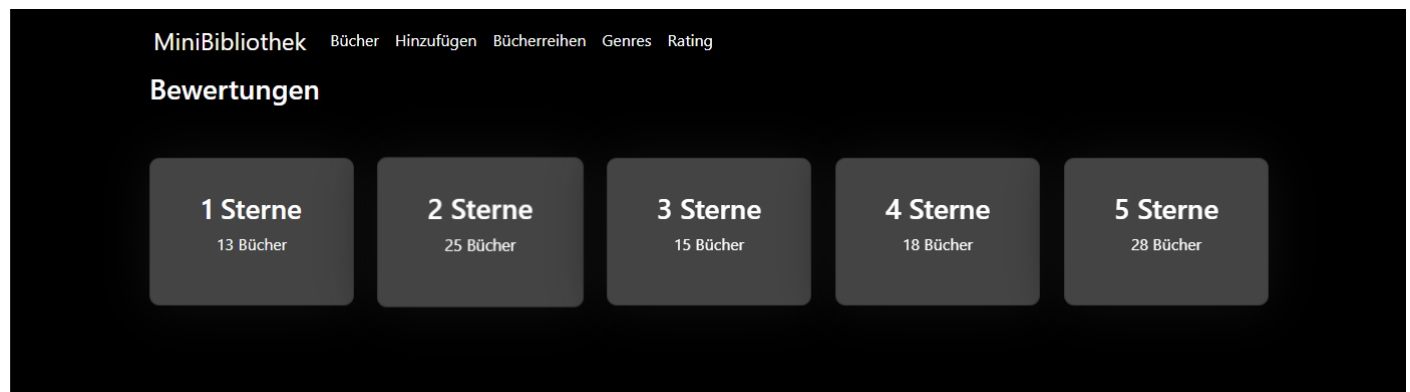 MiniBibliothek Bücher Hinzufügen Bücherreihen Genres Rating
Bewertungen
1 Sterne
13 Bücher
2 Sterne
25 Bücher
3 Sterne
15 Bücher
4 Sterne
18 Bücher
5 Sterne
28 Bücher